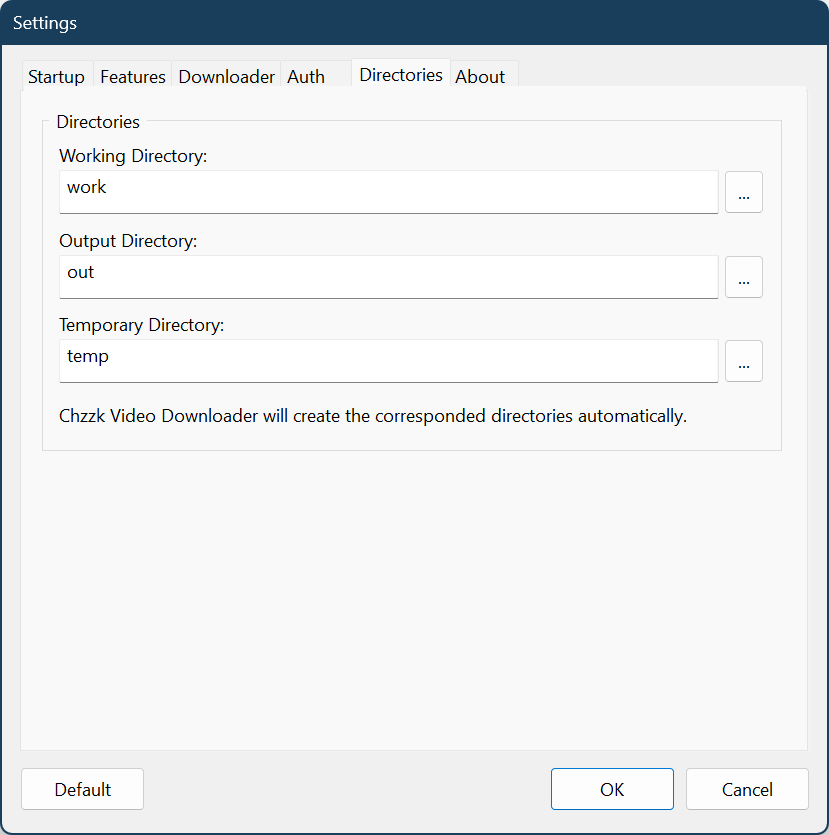 Settings
Startup Features Downloader Auth Directories About
Directories
Working Directory:
work
...
Output Directory:
out
...
Temporary Directory:
temp
...
Chzzk Video Downloader will create the corresponded directories automatically.
Default OK Cancel